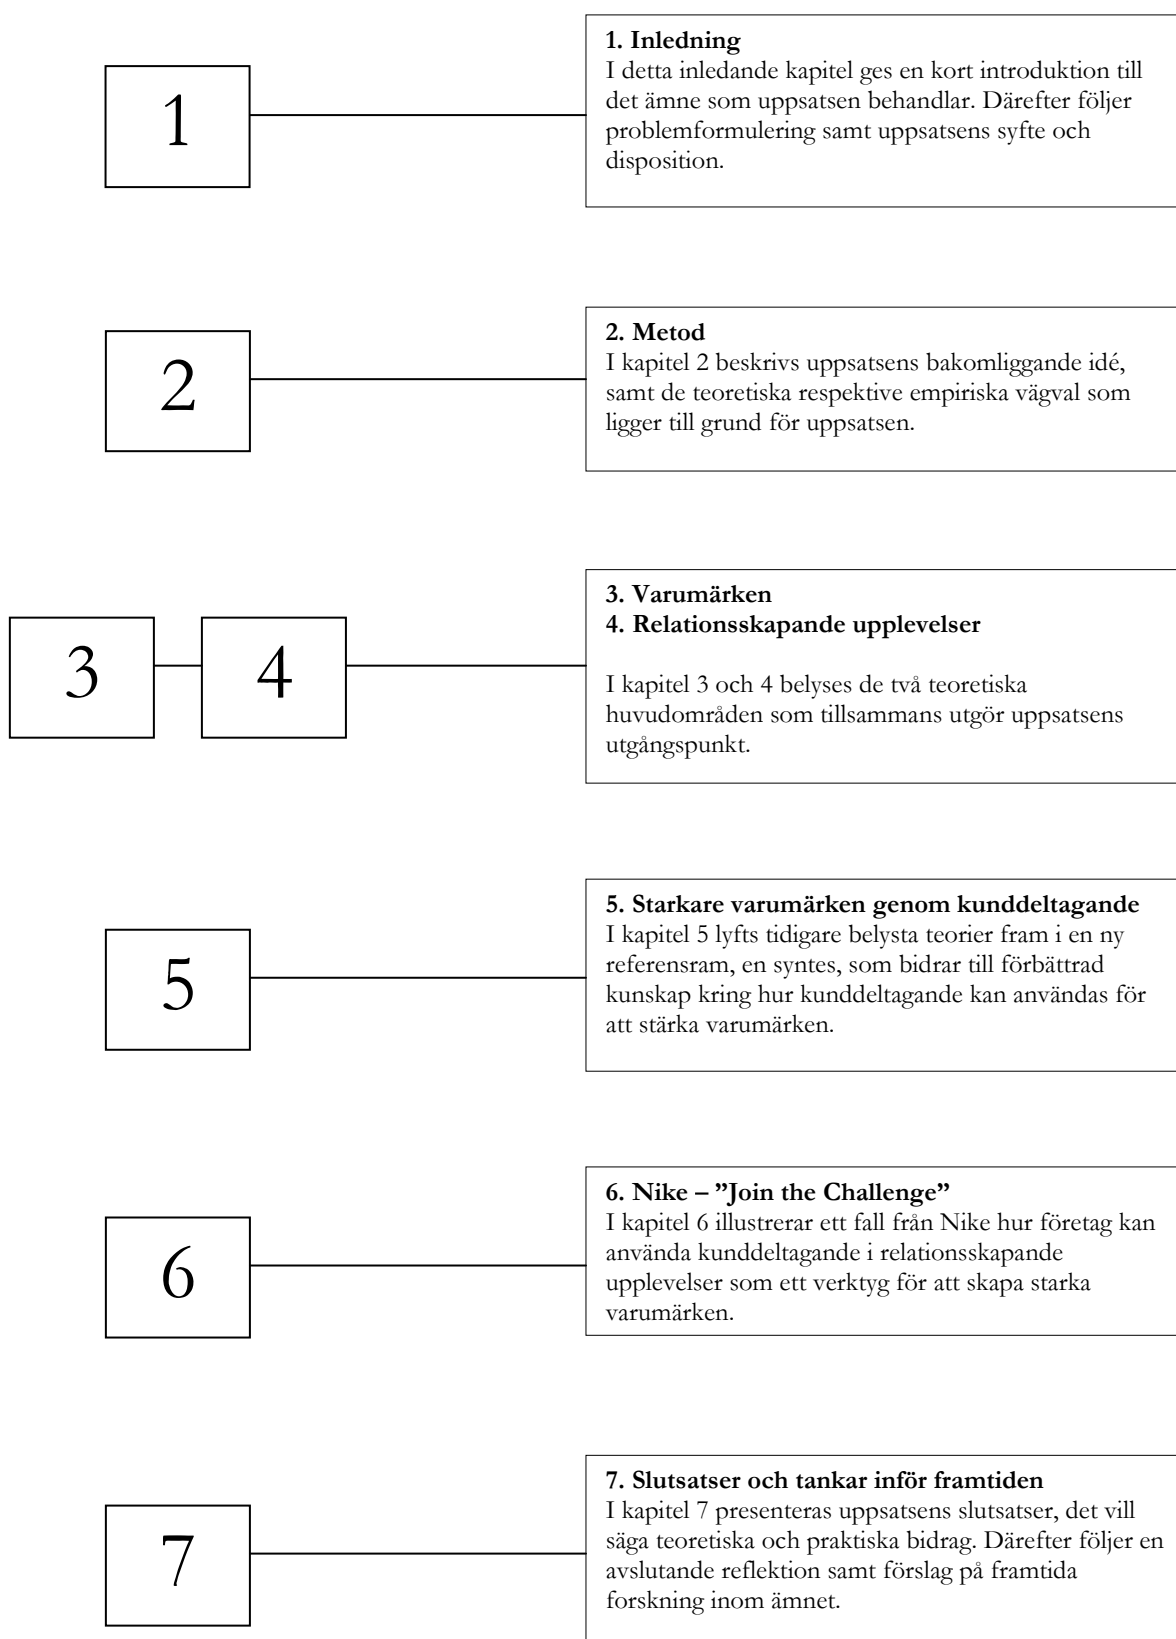 1
1. Inledning
I detta inledande kapitel ges en kort introduktion till
det ämne som uppsatsen behandlar. Därefter följer
problemformulering samt uppsatsens syfte och
disposition.
2
2. Metod
I kapitel 2 beskrivs uppsatsens bakomliggande idé,
samt de teoretiska respektive empiriska vägval som
ligger till grund för uppsatsen.
3
4
3. Varumärken
4. Relationsskapande upplevelser
I kapitel 3 och 4 belyses de två teoretiska
huvudområden som tillsammans utgör uppsatsens
utgångspunkt.
5
5. Starkare varumärken genom kunddeltagande
I kapitel 5 lyfts tidigare belysta teorier fram i en ny
referensram, en syntes, som bidrar till förbättrad
kunskap kring hur kunddeltagande kan användas för
att stärka varumärken.
6
6. Nike – ”Join the Challenge”
I kapitel 6 illustrerar ett fall från Nike hur företag kan
använda kunddeltagande i relationsskapande
upplevelser som ett verktyg för att skapa starka
varumärken.
7
7. Slutsatser och tankar inför framtiden
I kapitel 7 presenteras uppsatsens slutsatser, det vill
säga teoretiska och praktiska bidrag. Därefter följer en
avslutande reflektion samt förslag på framtida
forskning inom ämnet.